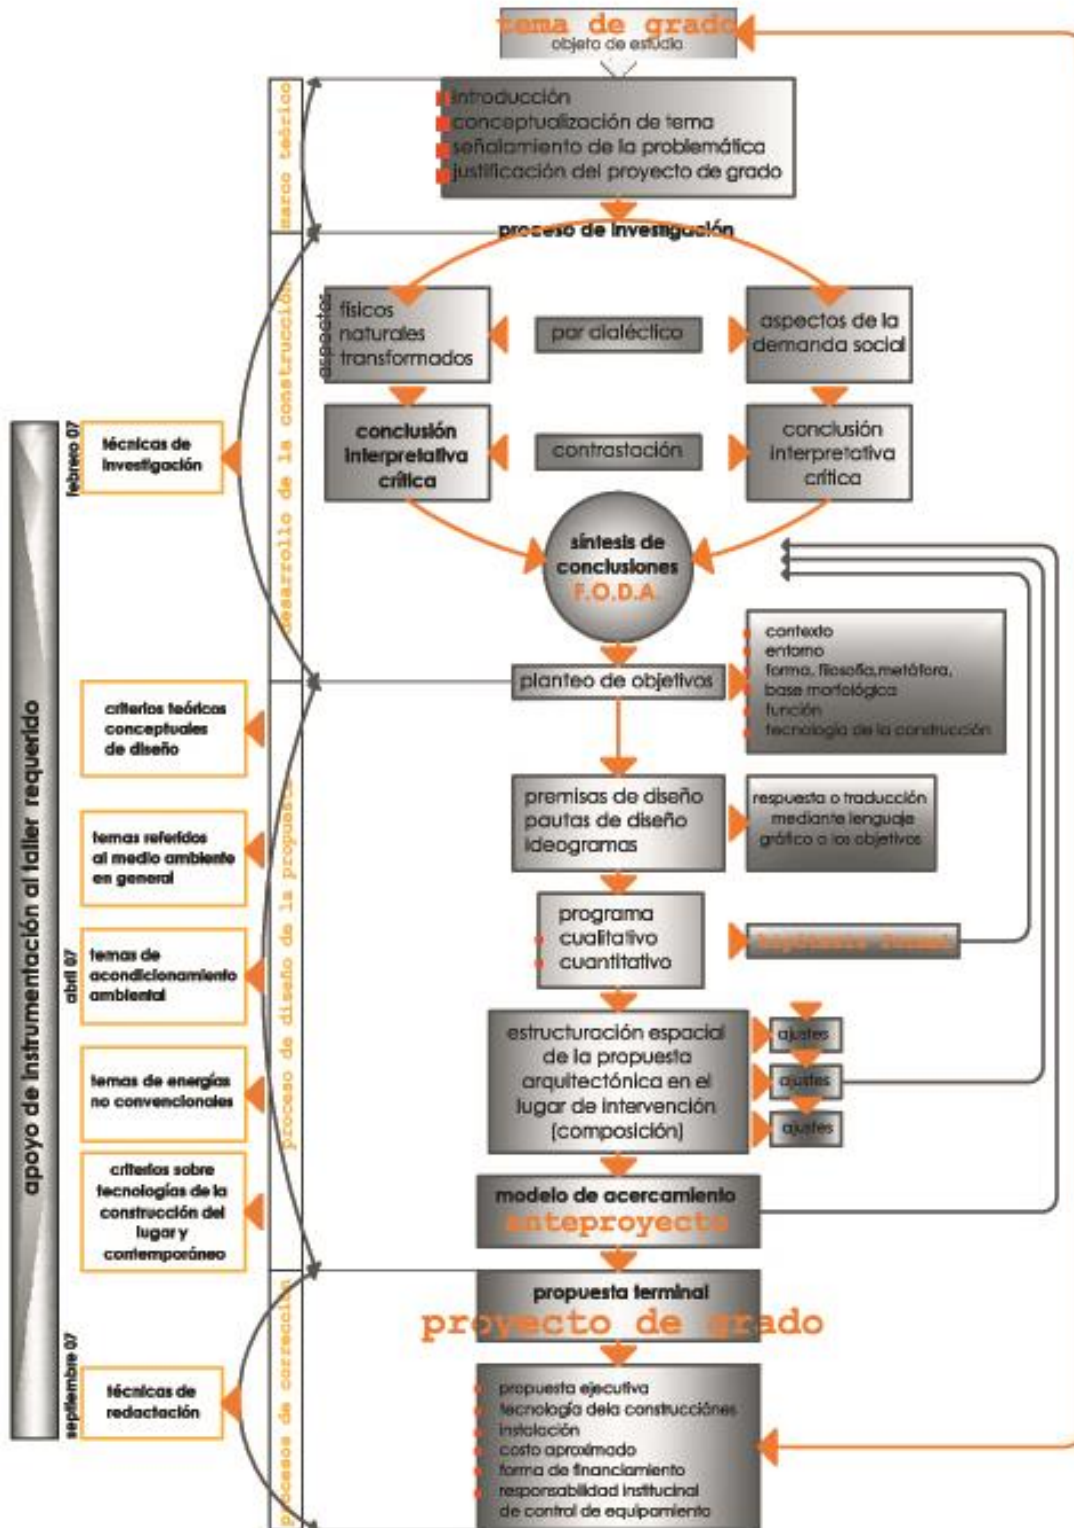 tema de grado
objeto de estudio
introducción
conceptualización de tema
señalamiento de la problemática
justificación del proyecto de grado
marco teórico
proceso de investigación
aspectos
físicos
naturales
transformados
par dialéctico
aspectos de la
demanda social
conclusión
interpretativa
crítica
contrastación
conclusión
interpretativa
crítica
desarrollo de la construcción
síntesis de
conclusiones
F.O.D.A.
planteo de objetivos
contexto
entorno
forma, filosofía,metáfora,
base morfológica
función
tecnología de la construcción
premisas de diseño
pautas de diseño
ideogramas
respuesta o traducción
mediante lenguaje
gráfico a los objetivos
programa
cualitativo
cuantitativo
estructuración espacial
de la propuesta
arquitectónica en el
lugar de intervención
(composición)
ajustes
ajustes
ajustes
proceso de diseño de la propuesta
modelo de acercamiento
anteproyecto
propuesta terminal
proyecto de grado
procesos de corrección
propuesta ejecutiva
tecnología dela construcciónes
instalación
costo aproximado
forma de financiamiento
responsabilidad institucinal
de control de equipamiento
apoyo de instrumentación al taller requerido
febrero 07
técnicas de
investigación
criterios teóricos
conceptuales
de diseño
temas referidos
al medio ambiente
en general
abril 07
temas de
acondicionamiento
ambiental
temas de energías
no convencionales
criterios sobre
tecnologías de la
construcción del
lugar y
contemporáneo
septiembre 07
técnicas de
redactación